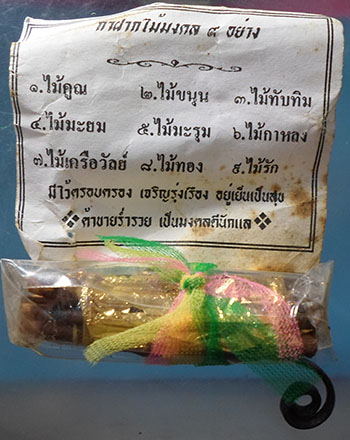 กาฝากไม้มงคล ๙ อย่าง
๑.ไม้คูณ ๒.ไม้ขนุน ๓.ไม้ทับทิม
๔.ไม้มะยม ๕.ไม้มะรุม ๖.ไม้กาหลง
๗.ไม้เครือวัลย์ ๘.ไม้ทอง ๙.ไม้รัก
มีไว้ครอบครอง เจริญรุ่งเรือง อยู่เย็นเป็นสุข
ค้าขายร่ำรวย เป็นมงคลดีนักแล